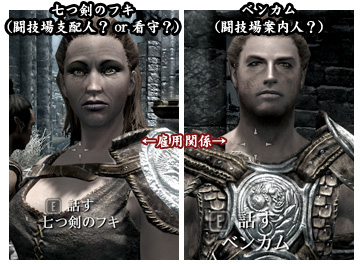 七つ剣のフキ
(闘技場支配人? or 看守?)
ベンガム
(闘技場案内人?)
←雇用関係→
E 話す
七つ剣のフキ
E 話す
ベンガム